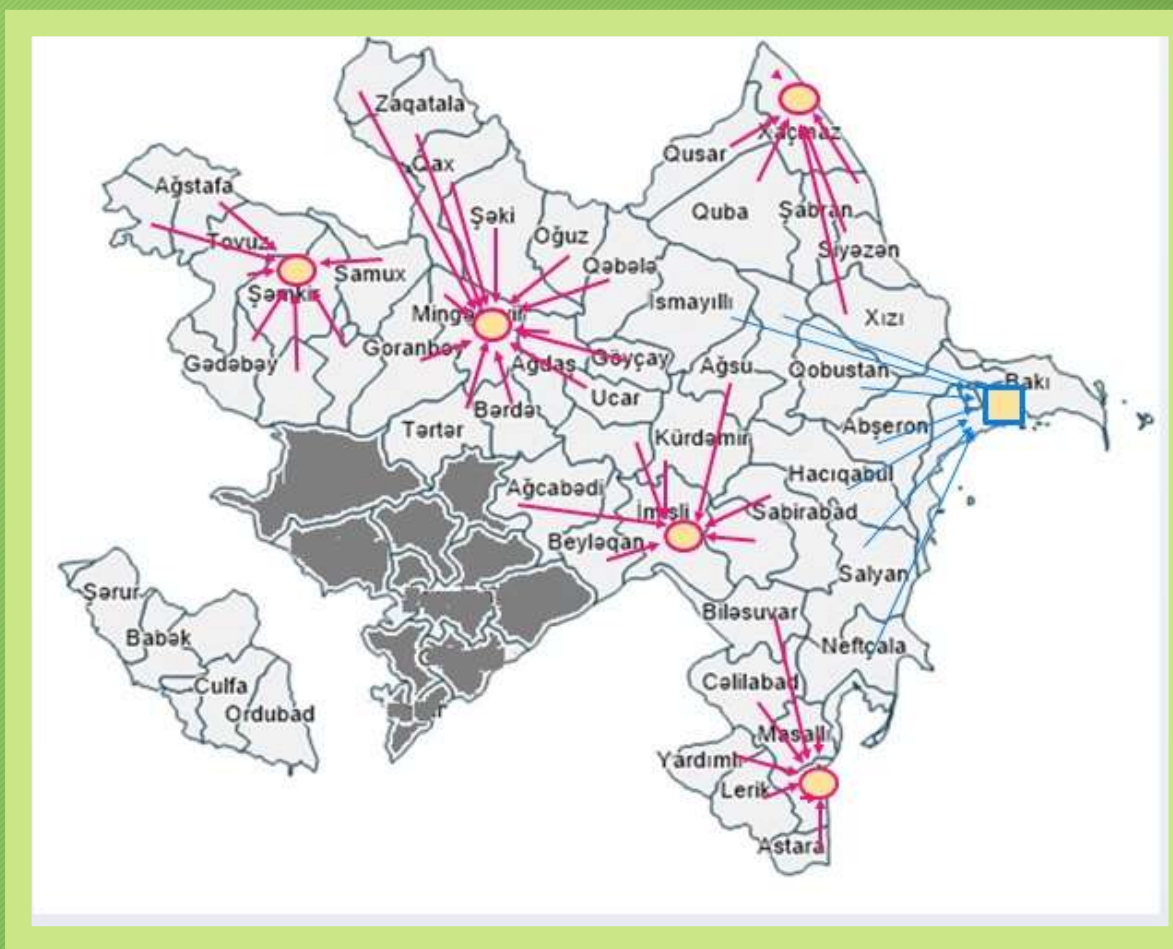 Zaqatala
Qax
Ağstafa
Şəki
Oğuz
Tovuz
Qəbələ
Samux
Şəmkir
Goranboy
Gədəbəy
Ağdaş
Göyçay
Ucar
Bərdə
Tərtər
Xaçmaz
Qusar
Quba
Şabran
Siyəzən
İsmayıllı
Xızı
Ağsu
Qobustan
Bakı
Abşeron
Kürdəmir
Hacıqabul
Ağcabədi
İmişli
Sabirabad
Beyləqan
Salyan
Biləsuvar
Neftçala
Cəlilabad
Masallı
Yardımlı
Lerik
Astara
Şərur
Babək
Culfa
Ordubad